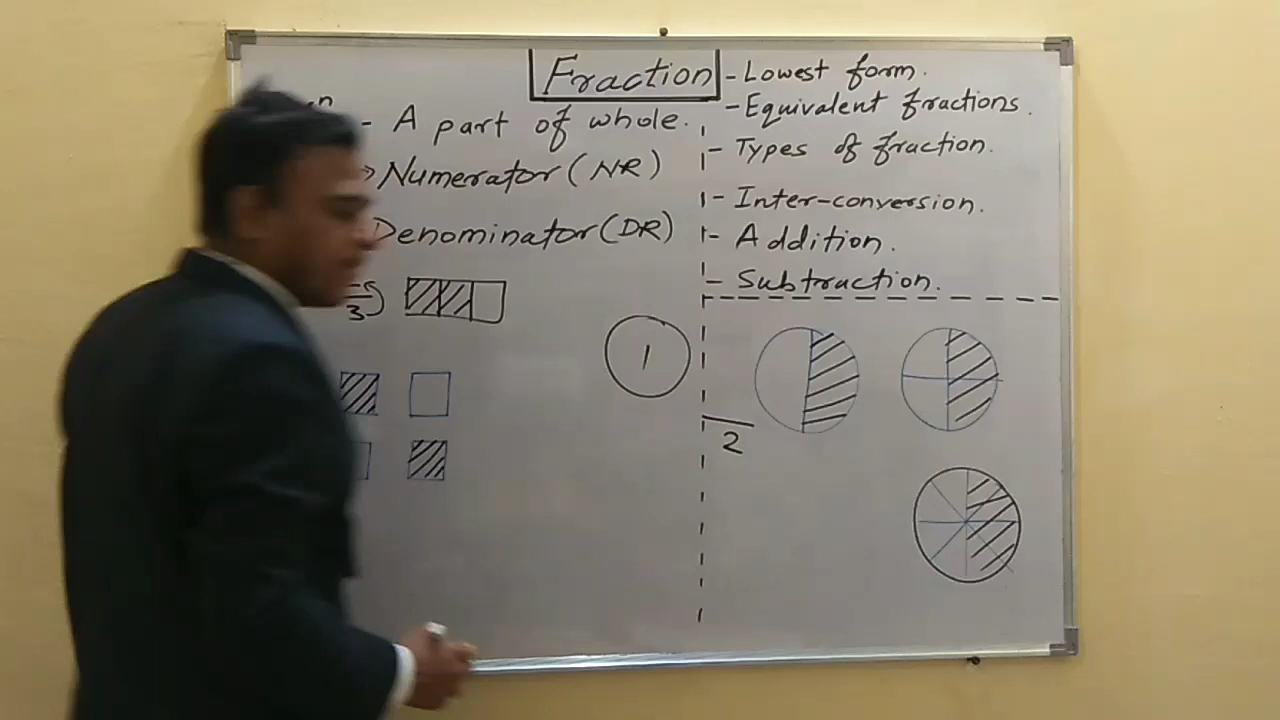 Fraction
- A part of whole.
Numerator (NR)
Denominator (DR)
3
1
- Lowest form.
- Equivalent fractions.
- Types of fraction.
- Inter-conversion.
- Addition.
- Subtraction.
2